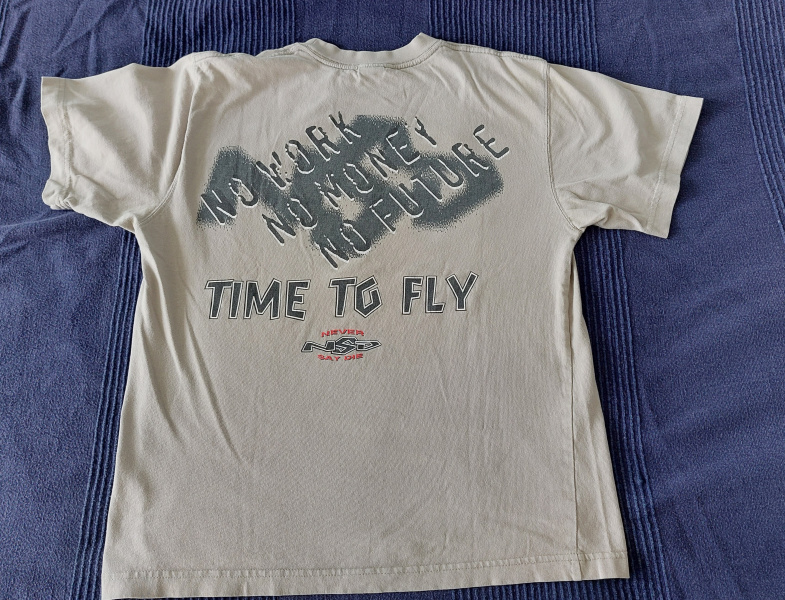 NO WORK
NO MONEY
NO FUTURE
TIME TO FLY
NEVER
NSD
SAY DIE